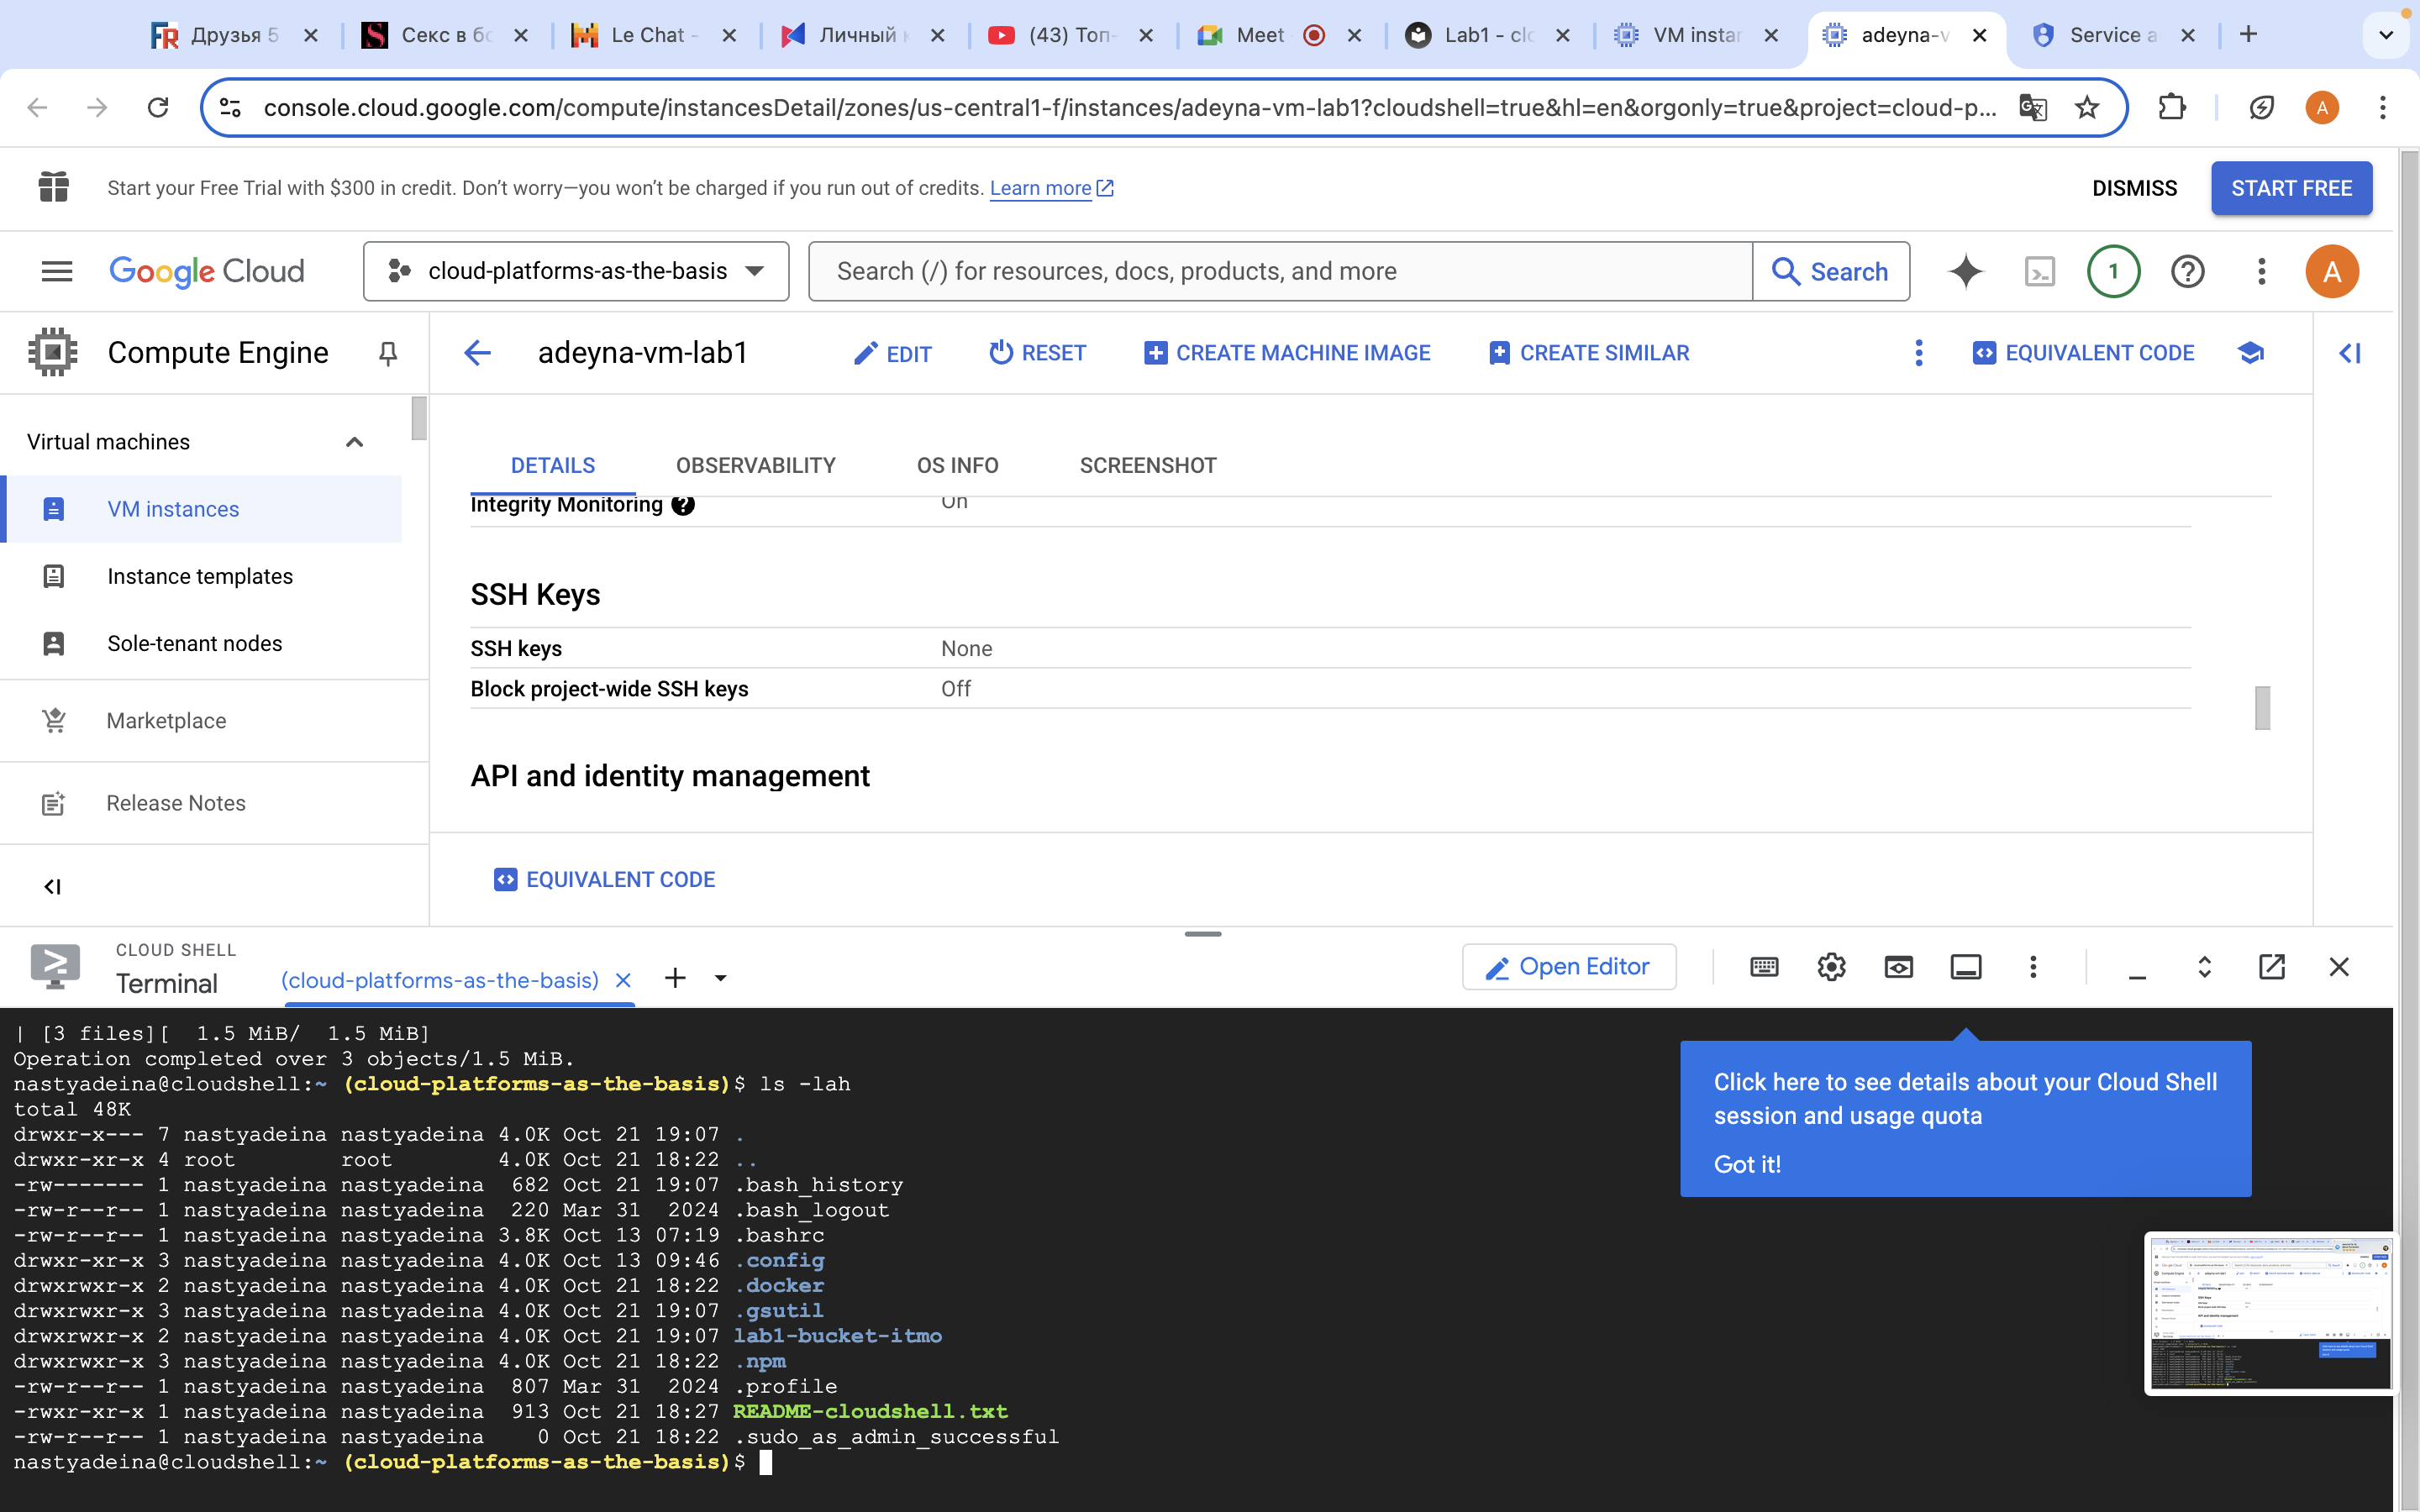 Друзья 5
Секс в бо
Le Chat -
Личный
(43) Топ-
Meet
Lab1 - clo
VM instan
adeyna-v
Service a
console.cloud.google.com/compute/instancesDetail/zones/us-central1-f/instances/adeyna-vm-lab1?cloudshell=true&hl=en&orgonly=true&project=cloud-p...
A
Start your Free Trial with $300 in credit. Don't worry—you won't be charged if you run out of credits. Learn more
DISMISS
START FREE
Google Cloud
cloud-platforms-as-the-basis
Search (/) for resources, docs, products, and more
Search
1
A
Compute Engine
adeyna-vm-lab1
EDIT
RESET
CREATE MACHINE IMAGE
CREATE SIMILAR
EQUIVALENT CODE
Virtual machines
VM instances
Instance templates
Sole-tenant nodes
Marketplace
Release Notes
DETAILS
OBSERVABILITY
OS INFO
SCREENSHOT
Integrity Monitoring On
SSH Keys
SSH keys None
Block project-wide SSH keys Off
API and identity management
EQUIVALENT CODE
CLOUD SHELL
Terminal
(cloud-platforms-as-the-basis)
Open Editor
| [3 files][  1.5 MiB/  1.5 MiB]
Operation completed over 3 objects/1.5 MiB.
nastyadeina@cloudshell:~ (cloud-platforms-as-the-basis)$ ls -lah
total 48K
drwxr-x--- 7 nastyadeina nastyadeina 4.0K Oct 21 19:07 .
drwxr-xr-x 4 root        root        4.0K Oct 21 18:22 ..
-rw------- 1 nastyadeina nastyadeina  682 Oct 21 19:07 .bash_history
-rw-r--r-- 1 nastyadeina nastyadeina  220 Mar 31  2024 .bash_logout
-rw-r--r-- 1 nastyadeina nastyadeina 3.8K Oct 13 07:19 .bashrc
drwxr-xr-x 3 nastyadeina nastyadeina 4.0K Oct 13 09:46 .config
drwxrwxr-x 2 nastyadeina nastyadeina 4.0K Oct 21 18:22 .docker
drwxrwxr-x 3 nastyadeina nastyadeina 4.0K Oct 21 19:07 .gsutil
drwxrwxr-x 2 nastyadeina nastyadeina 4.0K Oct 21 19:07 lab1-bucket-itmo
drwxrwxr-x 3 nastyadeina nastyadeina 4.0K Oct 21 18:22 .npm
-rw-r--r-- 1 nastyadeina nastyadeina  807 Mar 31  2024 .profile
-rwxr-xr-x 1 nastyadeina nastyadeina  913 Oct 21 18:27 README-cloudshell.txt
-rw-r--r-- 1 nastyadeina nastyadeina    0 Oct 21 18:22 .sudo_as_admin_successful
nastyadeina@cloudshell:~ (cloud-platforms-as-the-basis)$
Click here to see details about your Cloud Shell
session and usage quota
Got it!